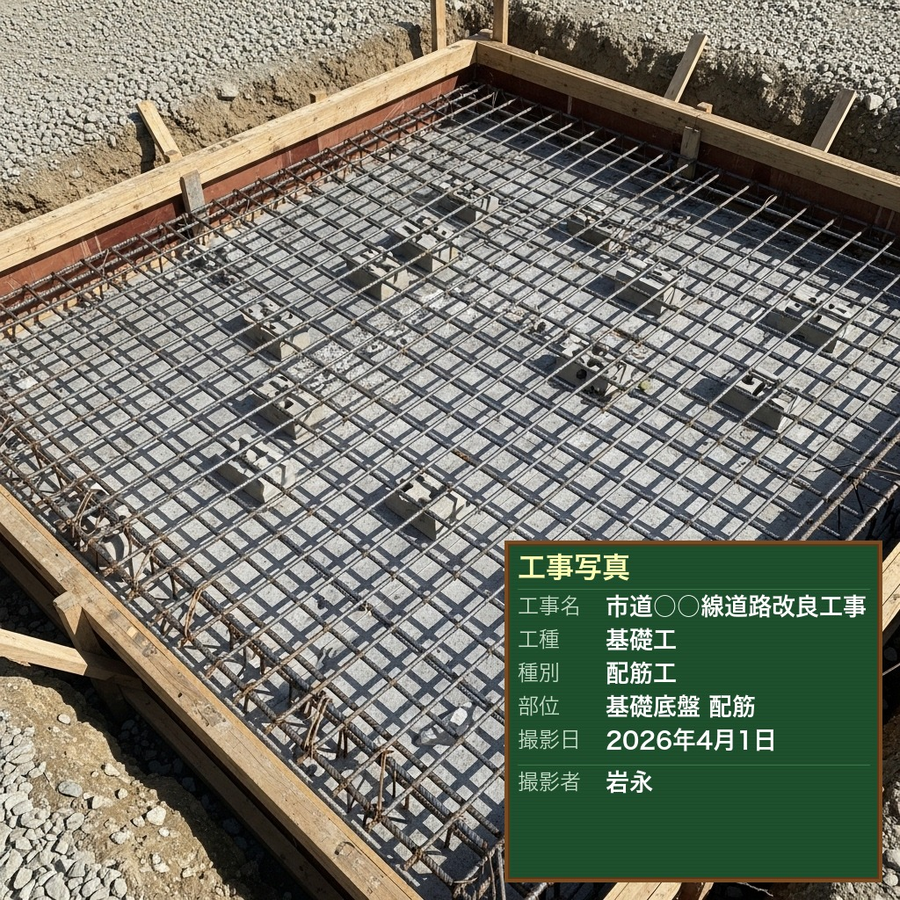 工事写真
工事名 市道○○線道路改良工事
工種 基礎工
種別 配筋工
部位 基礎底盤 配筋
撮影日 2026年4月1日
撮影者 岩永